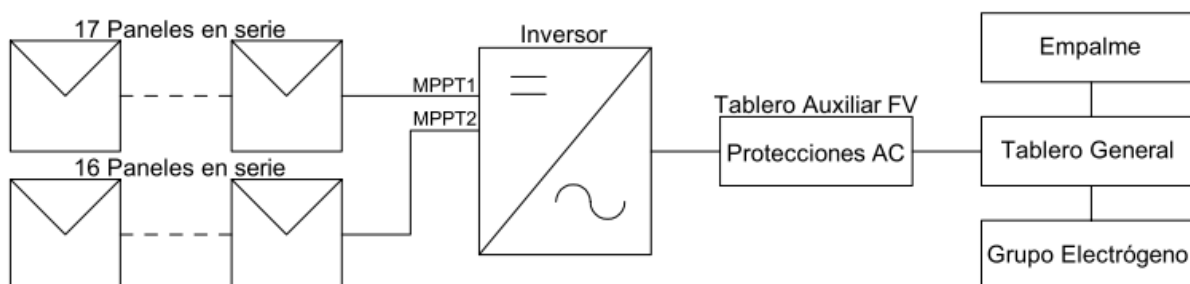 17 Paneles en serie
Inversor
Empalme
MPPT1
MPPT2
Tablero Auxiliar FV
Protecciones AC
Tablero General
16 Paneles en serie
Grupo Electrógeno